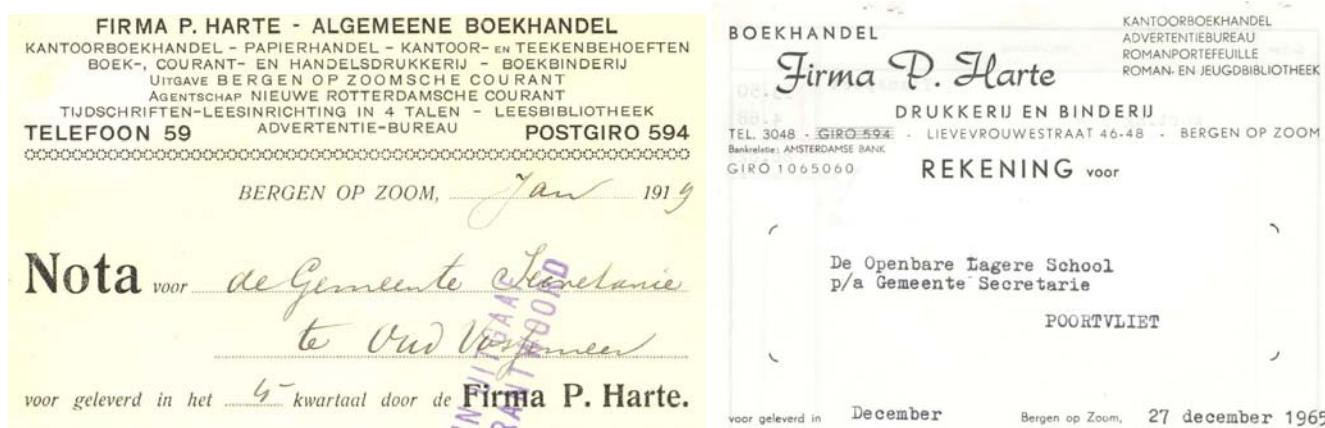 FIRMA P. HARTE - ALGEMEENE BOEKHANDEL
KANTOORBOEKHANDEL - PAPIERHANDEL - KANTOOR- EN TEEKENBEHOEFTEN
BOEK-, COURANT- EN HANDELSDRUKKERIJ - BOEKBINDERIJ
UITGAVE BERGEN OP ZOOMSCHE COURANT
AGENTSCHAP NIEUWE ROTTERDAMSCHE COURANT
TIJDSCHRIFTEN-LEESINRICHTING IN 4 TALEN - LEESBIBLIOTHEEK
TELEFOON 59 ADVERTENTIE-BUREAU POSTGIRO 594
BERGEN OP ZOOM, Jan 1919
Nota voor de Gemeente Secretarie
te Oud Vossemeer
voor geleverd in het kwartaal door de Firma P. Harte.
BOEKHANDEL
Firma P. Harte
KANTOORBOEKHANDEL
ADVERTENTIEBUREAU
ROMANPORTEFEUILLE
ROMAN- EN JEUGDBIBLIOTHEEK
DRUKKERIJ EN BINDERIJ
TEL. 3048 - GIRO 594 - LIEVEVROUWESTRAAT 46-48 - BERGEN OP ZOOM
Bankrelatie: AMSTERDAMSE BANK
GIRO 1065060
REKENING voor
De Openbare Lagere School
p/a Gemeente Secretarie
POORTVLIET
voor geleverd in December Bergen op Zoom, 27 december 1965